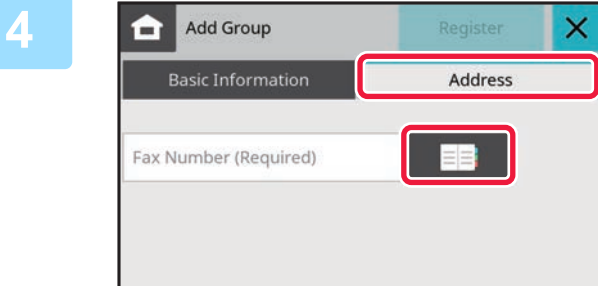 4
Add Group
Register
Basic Information
Address
Fax Number (Required)